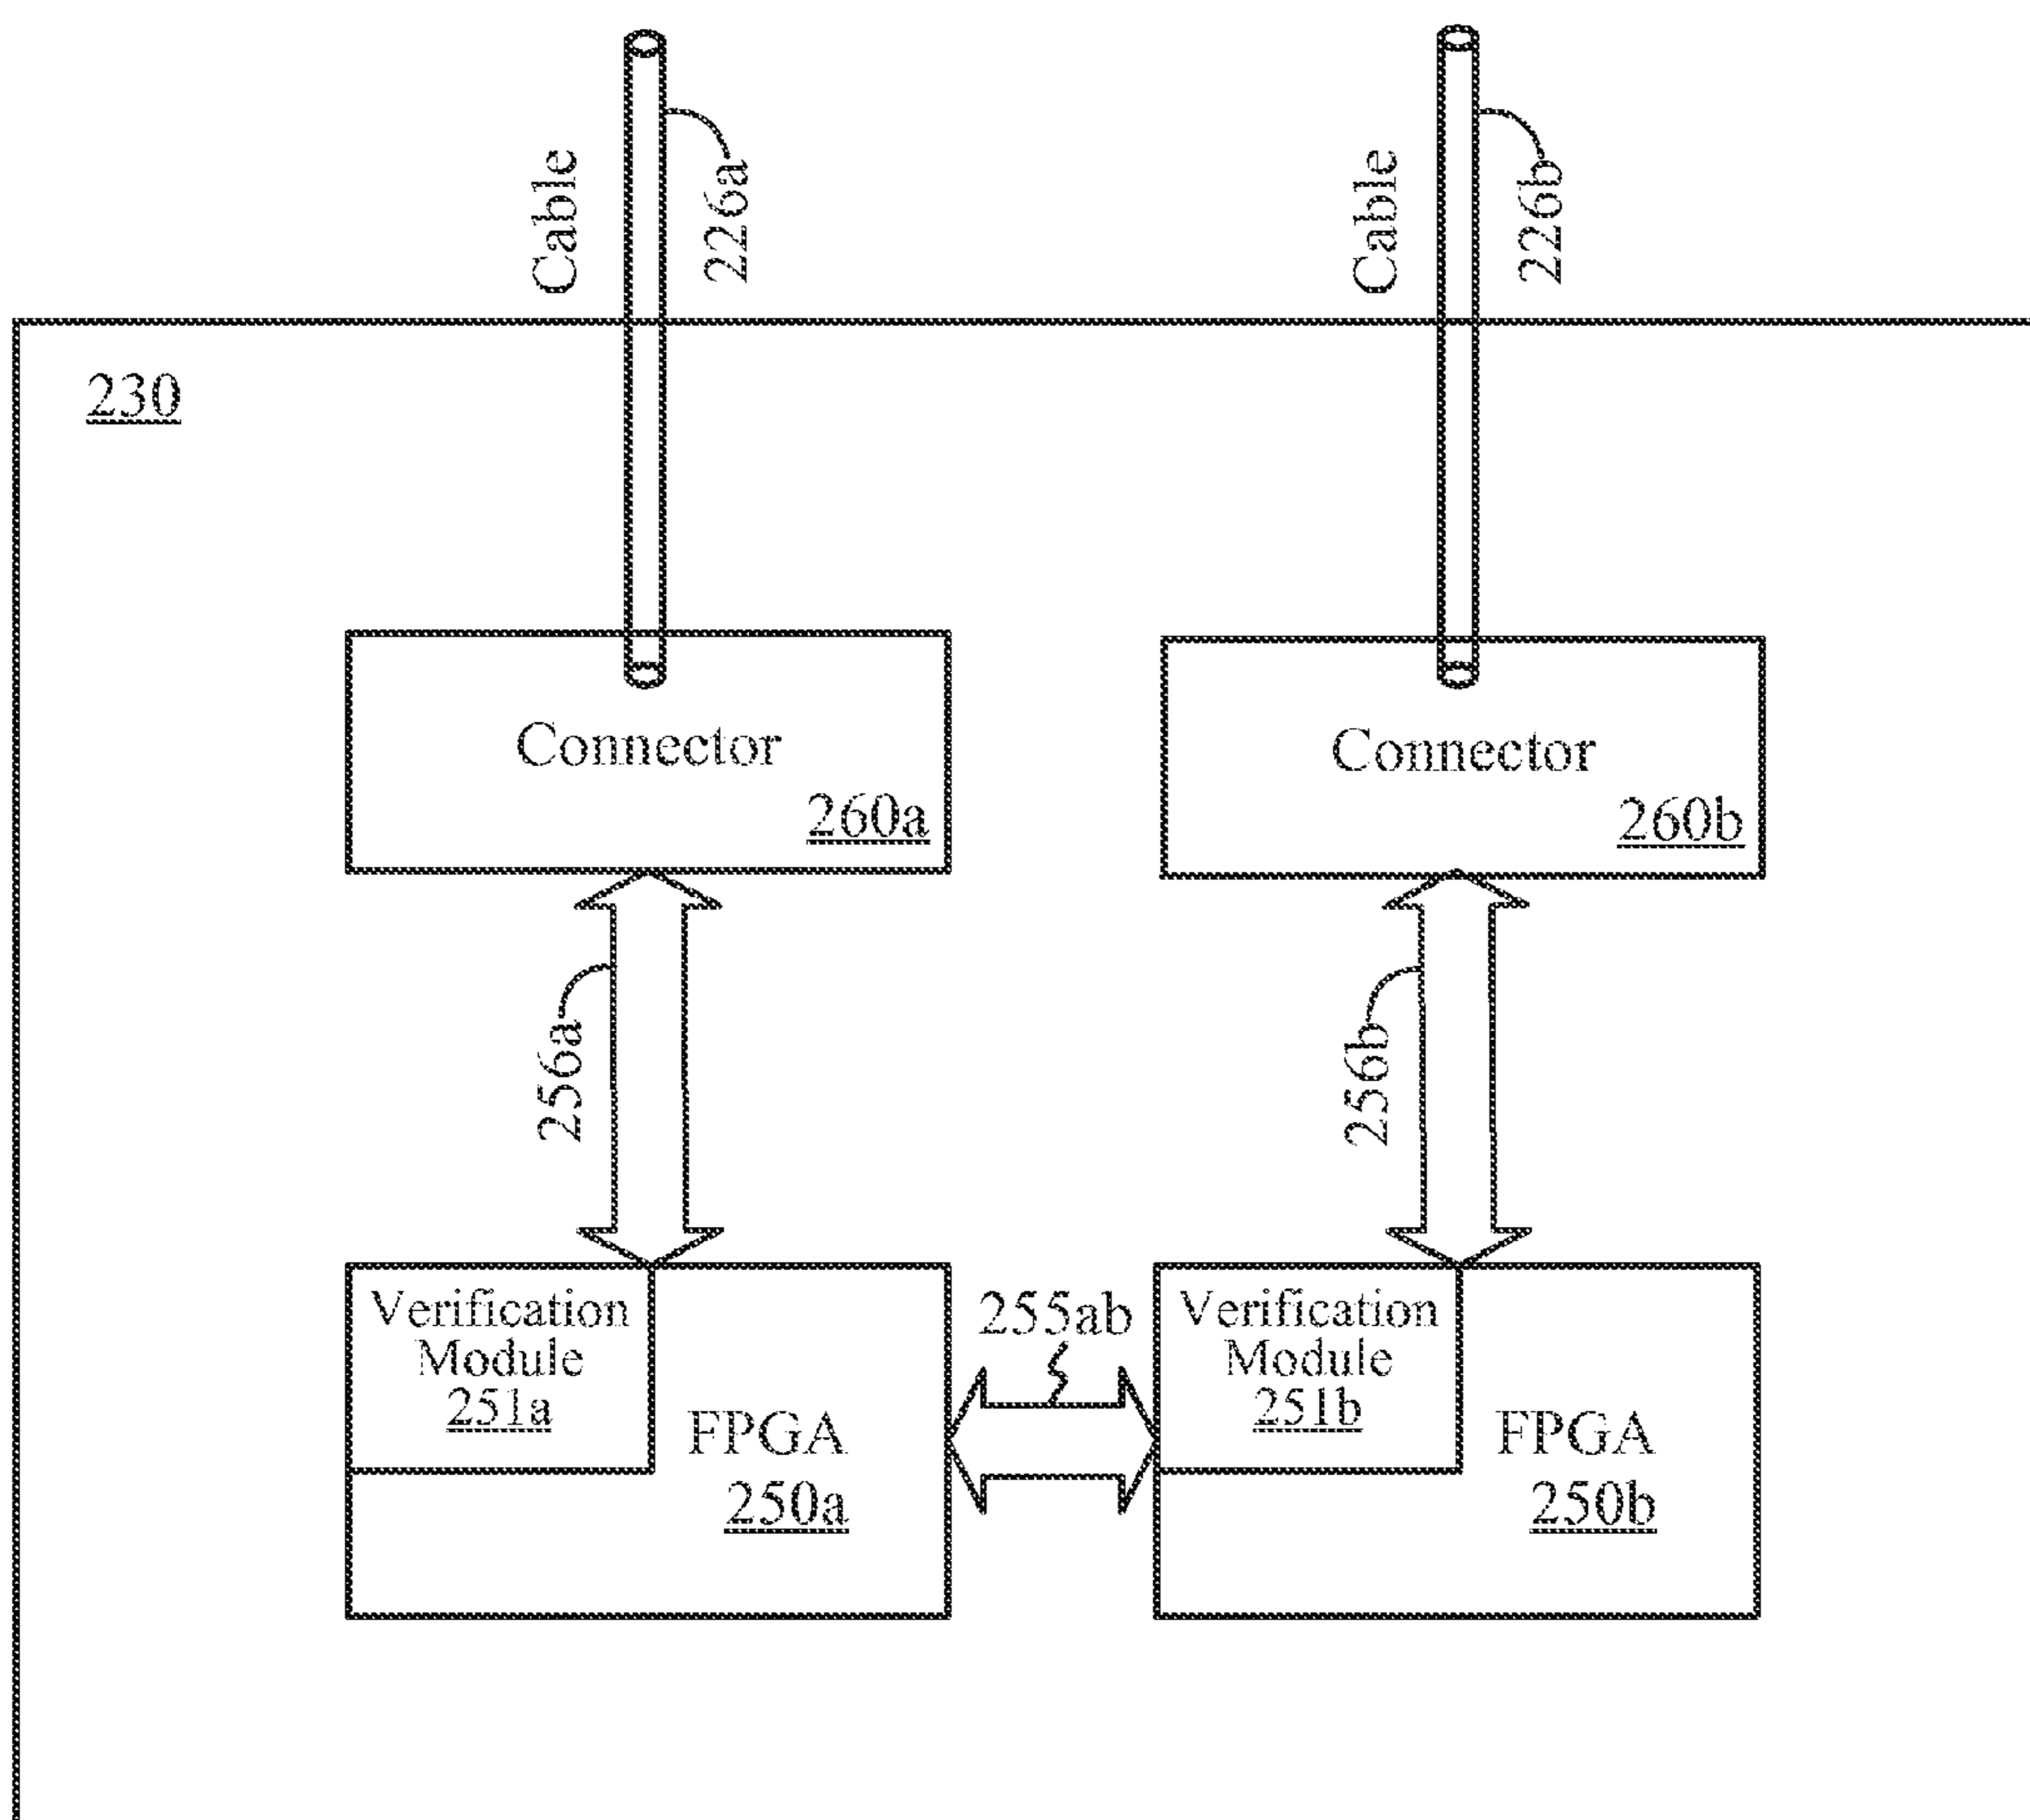 Cable
226a
Cable
226b
230
Connector
260a
Connector
260b
256a
256b
Verification
Module
251a
FPGA
250a
255ab
Verification
Module
251b
FPGA
250b